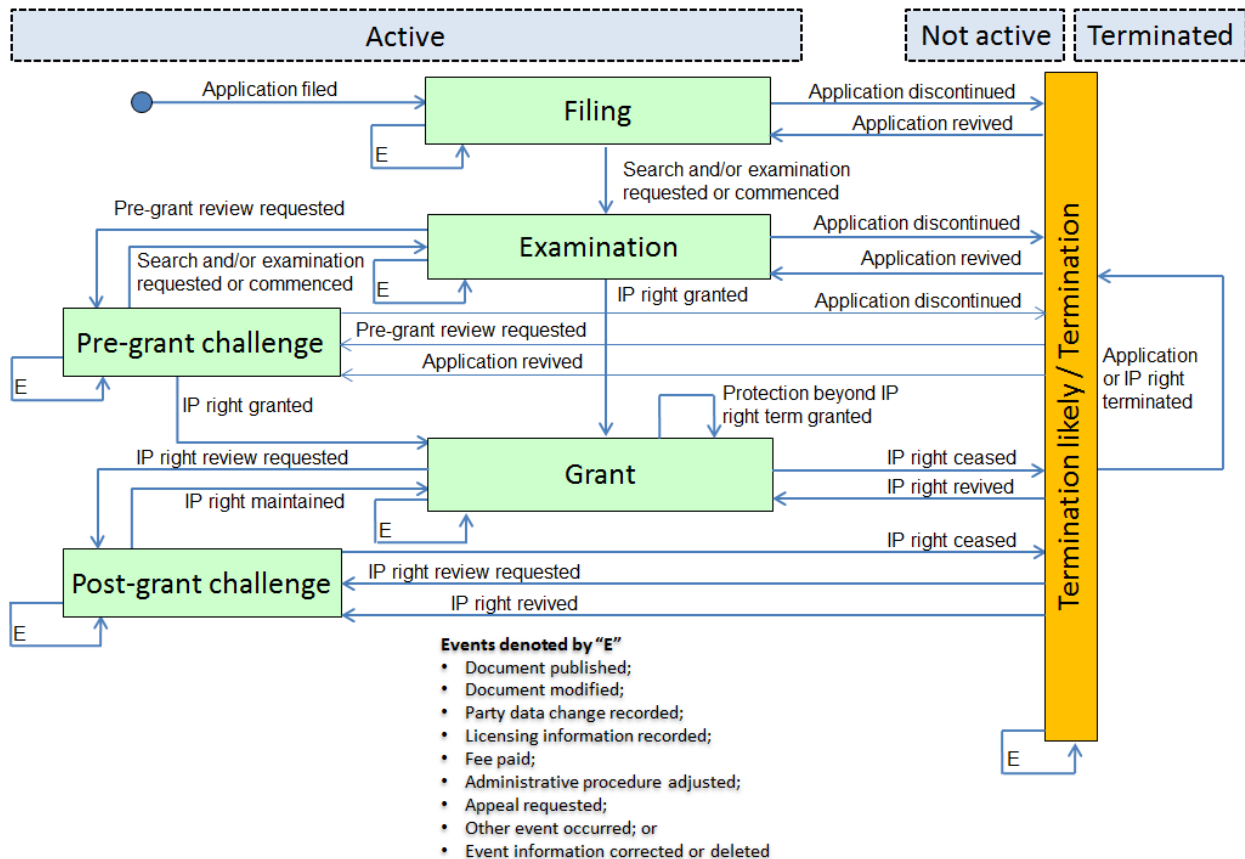 Active
Not active
Terminated
Application filed
Filing
Application discontinued
Application revived
E
Search and/or examination
requested or commenced
Pre-grant review requested
Examination
Application discontinued
Application revived
Search and/or examination
requested or commenced
E
IP right granted
Application discontinued
Pre-grant challenge
Pre-grant review requested
Application revived
E
IP right granted
Protection beyond IP
right term granted
Application
or IP right
terminated
Termination likely / Termination
IP right review requested
Grant
IP right ceased
IP right revived
IP right maintained
E
IP right ceased
Post-grant challenge
IP right review requested
IP right revived
E
Events denoted by “E”
• Document published;
• Document modified;
• Party data change recorded;
• Licensing information recorded;
• Fee paid;
• Administrative procedure adjusted;
• Appeal requested;
• Other event occurred; or
• Event information corrected or deleted
E